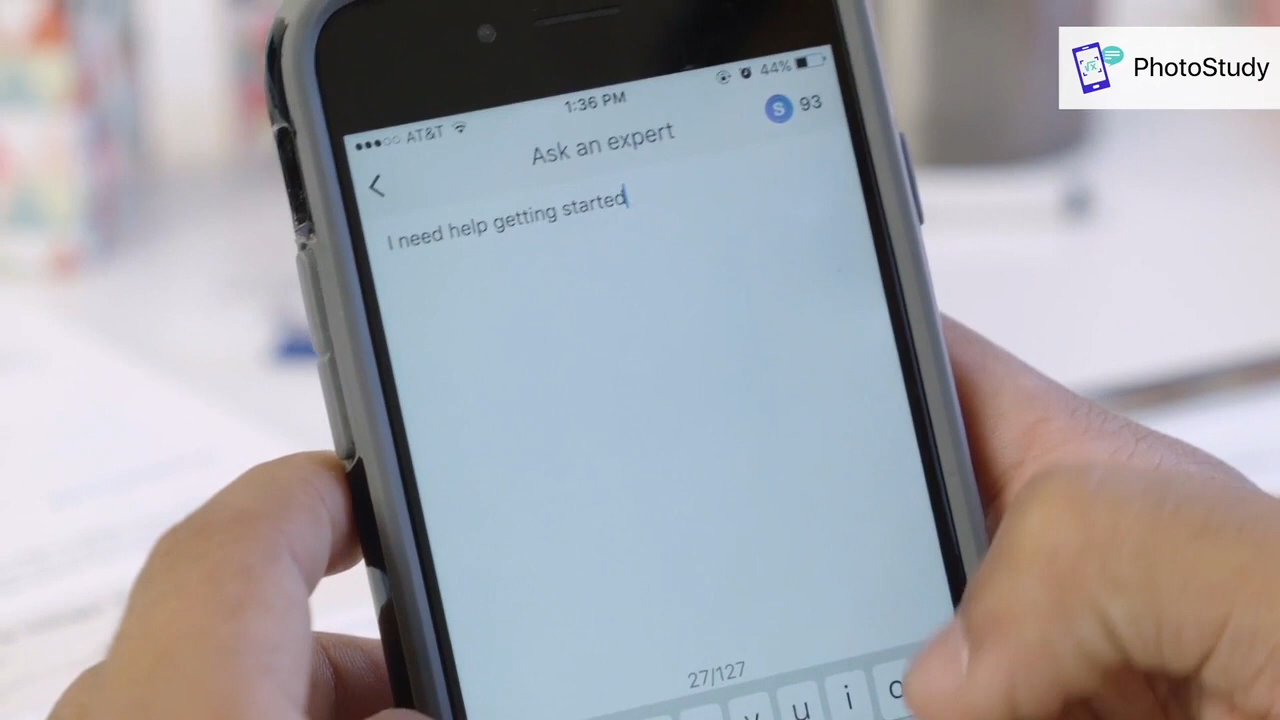 PhotoStudy
●●●○○ AT&T 1:36 PM 44%
Ask an expert
S 93
I need help getting started
27/127
y u i o